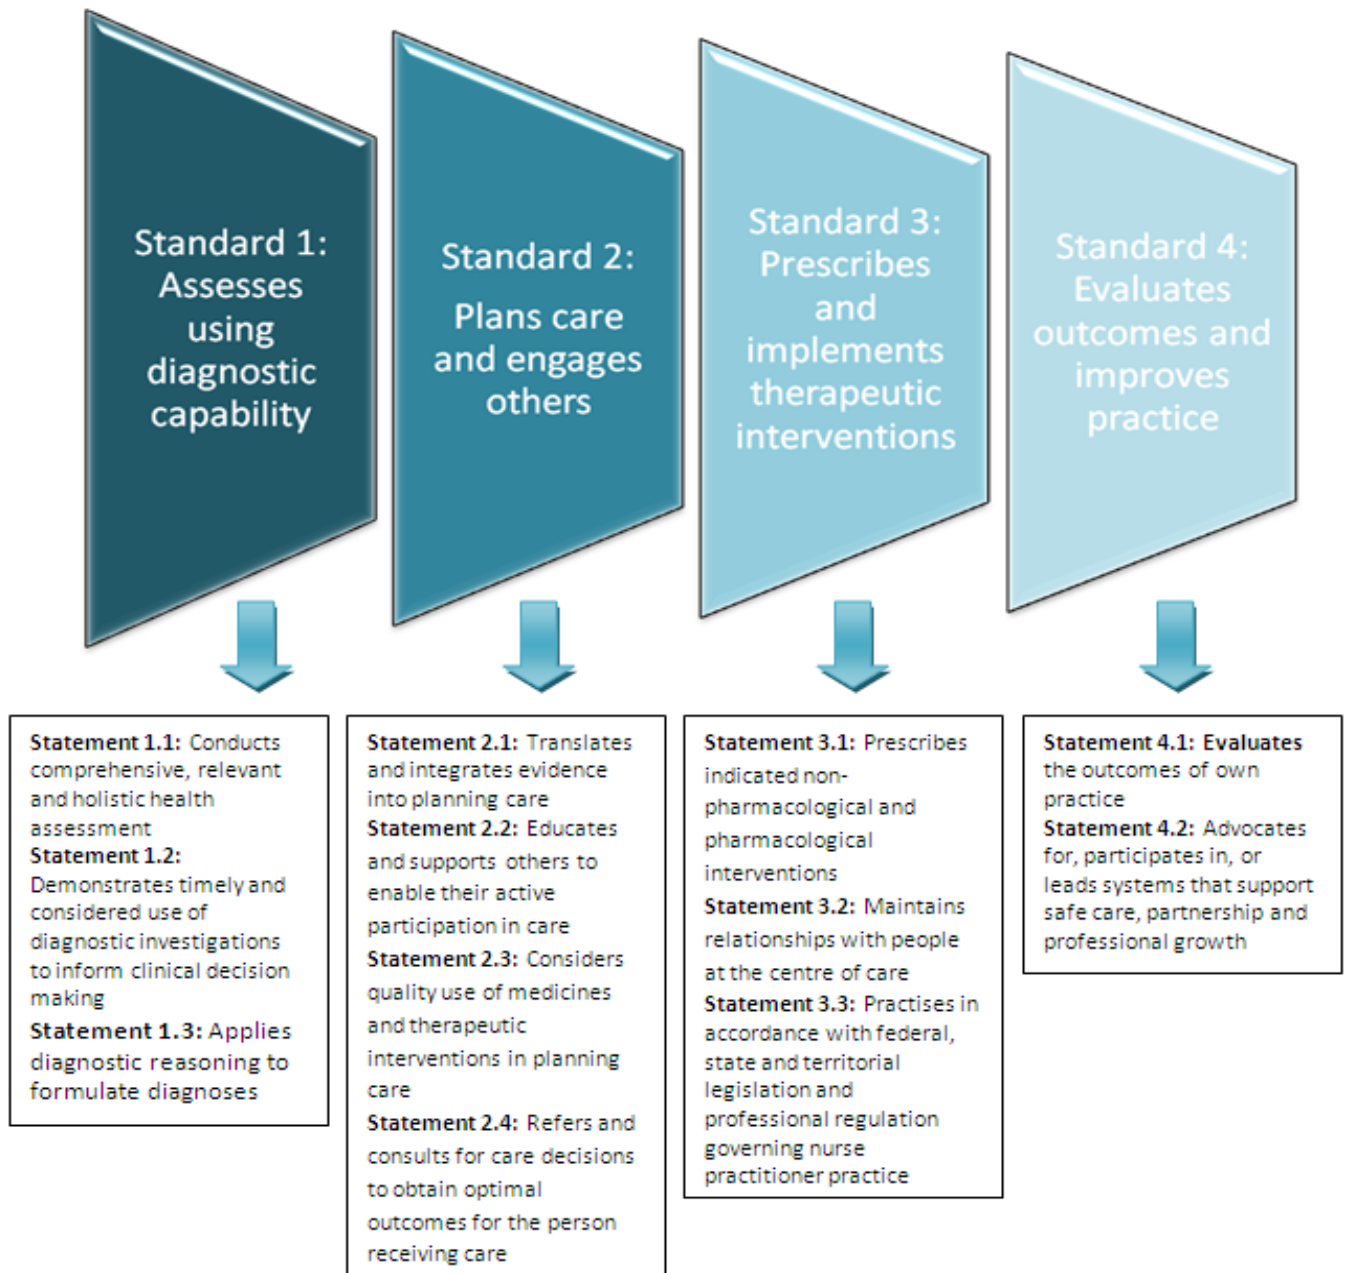 Standard 1:
Assesses
using
diagnostic
capability
Standard 2:
Plans care
and engages
others
Standard 3:
Prescribes
and
implements
therapeutic
interventions
Standard 4:
Evaluates
outcomes and
improves
practice
Statement 1.1: Conducts
comprehensive, relevant
and holistic health
assessment
Statement 1.2:
Demonstrates timely and
considered use of
diagnostic investigations
to inform clinical decision
making
Statement 1.3: Applies
diagnostic reasoning to
formulate diagnoses
Statement 2.1: Translates
and integrates evidence
into planning care
Statement 2.2: Educates
and supports others to
enable their active
participation in care
Statement 2.3: Considers
quality use of medicines
and therapeutic
interventions in planning
care
Statement 2.4: Refers and
consults for care decisions
to obtain optimal
outcomes for the person
receiving care
Statement 3.1: Prescribes
indicated non-
pharmacological and
pharmacological
interventions
Statement 3.2: Maintains
relationships with people
at the centre of care
Statement 3.3: Practises in
accordance with federal,
state and territorial
legislation and
professional regulation
governing nurse
practitioner practice
Statement 4.1: Evaluates
the outcomes of own
practice
Statement 4.2: Advocates
for, participates in, or
leads systems that support
safe care, partnership and
professional growth